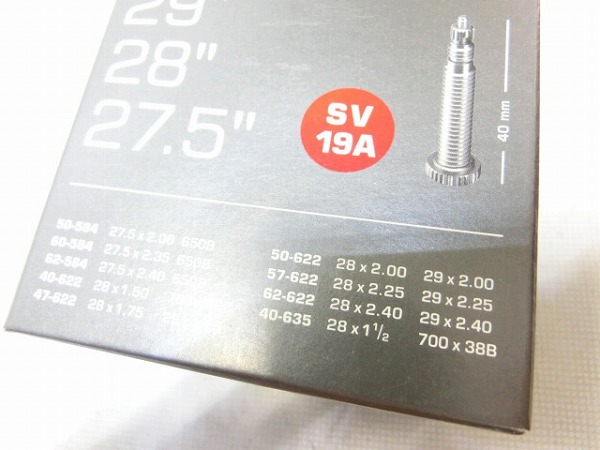 29"
28"
27.5"
SV
19A
40 mm
50-584 27.5 x 2.00 650B
60-584 27.5 x 2.35 650B
62-584 27.5 x 2.40
40-622 28 x 1.50
47-622 28 x 1.75
50-622 28 x 2.00 29 x 2.00
57-622 28 x 2.25 29 x 2.25
62-622 28 x 2.40 29 x 2.40
40-635 28 x 1 1/2 700 x 38B